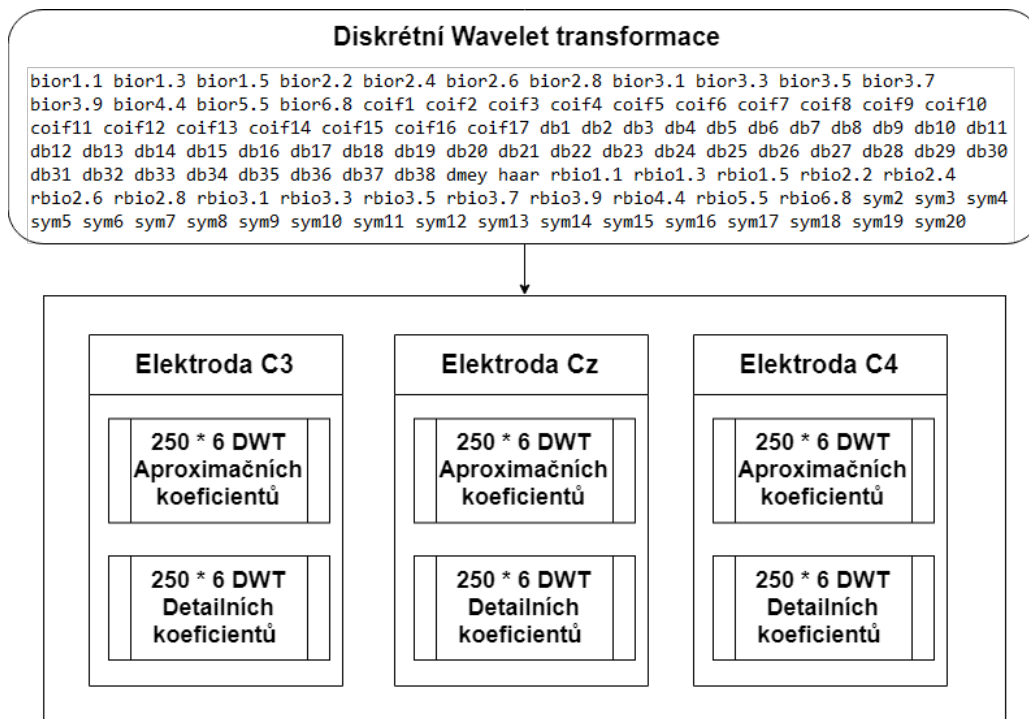 Diskrétní Wavelet transformace
bior1.1 bior1.3 bior1.5 bior2.2 bior2.4 bior2.6 bior2.8 bior3.1 bior3.3 bior3.5 bior3.7
bior3.9 bior4.4 bior5.5 bior6.8 coif1 coif2 coif3 coif4 coif5 coif6 coif7 coif8 coif9 coif10
coif11 coif12 coif13 coif14 coif15 coif16 coif17 db1 db2 db3 db4 db5 db6 db7 db8 db9 db10 db11
db12 db13 db14 db15 db16 db17 db18 db19 db20 db21 db22 db23 db24 db25 db26 db27 db28 db29 db30
db31 db32 db33 db34 db35 db36 db37 db38 dmey haar rbio1.1 rbio1.3 rbio1.5 rbio2.2 rbio2.4
rbio2.6 rbio2.8 rbio3.1 rbio3.3 rbio3.5 rbio3.7 rbio3.9 rbio4.4 rbio5.5 rbio6.8 sym2 sym3 sym4
sym5 sym6 sym7 sym8 sym9 sym10 sym11 sym12 sym13 sym14 sym15 sym16 sym17 sym18 sym19 sym20
Elektroda C3
250 * 6 DWT
Aproximačních
koeficientů
250 * 6 DWT
Detailních
koeficientů
Elektroda Cz
250 * 6 DWT
Aproximačních
koeficientů
250 * 6 DWT
Detailních
koeficientů
Elektroda C4
250 * 6 DWT
Aproximačních
koeficientů
250 * 6 DWT
Detailních
koeficientů